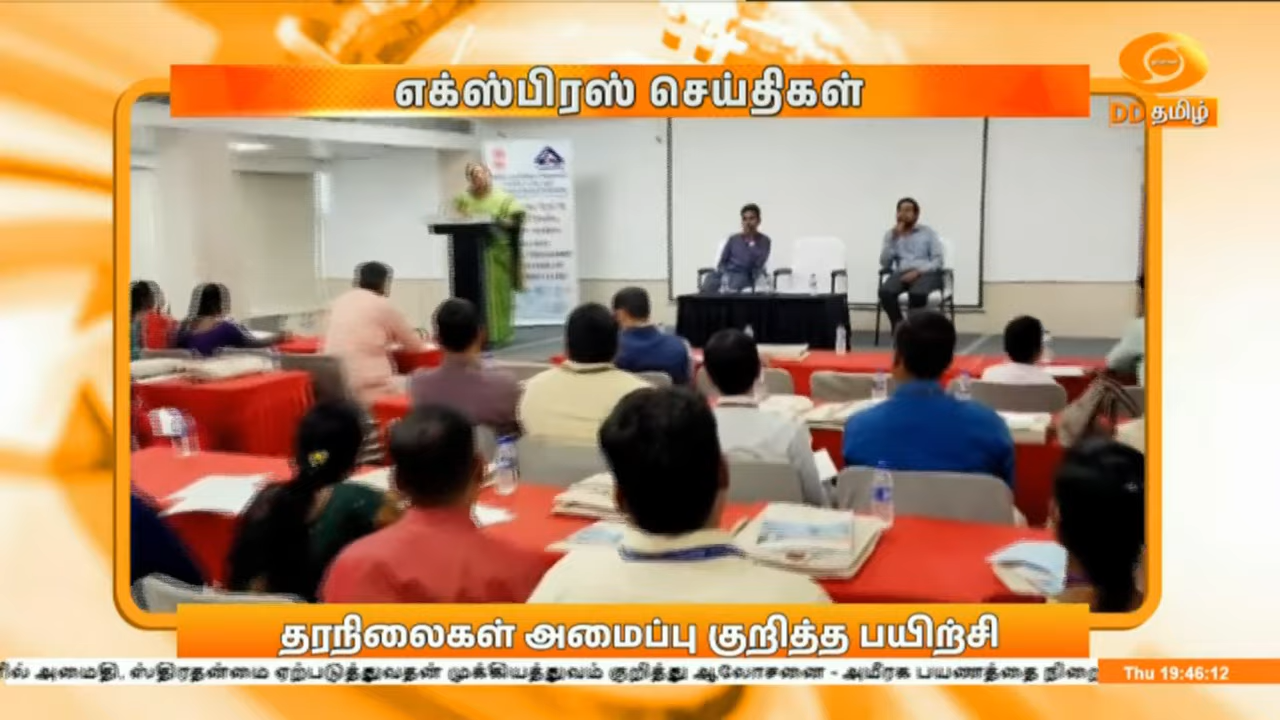 எக்ஸ்பிரஸ் செய்திகள்
DD தமிழ்
தரநிலைகள் அமைப்பு குறித்த பயிற்சி
அமைதி, ஸ்திரதன்மை ஏற்படுத்துவதன் முக்கியத்துவம் குறித்து ஆலோசனை - அமீரக பயணத்தை
Thu 19:46:12